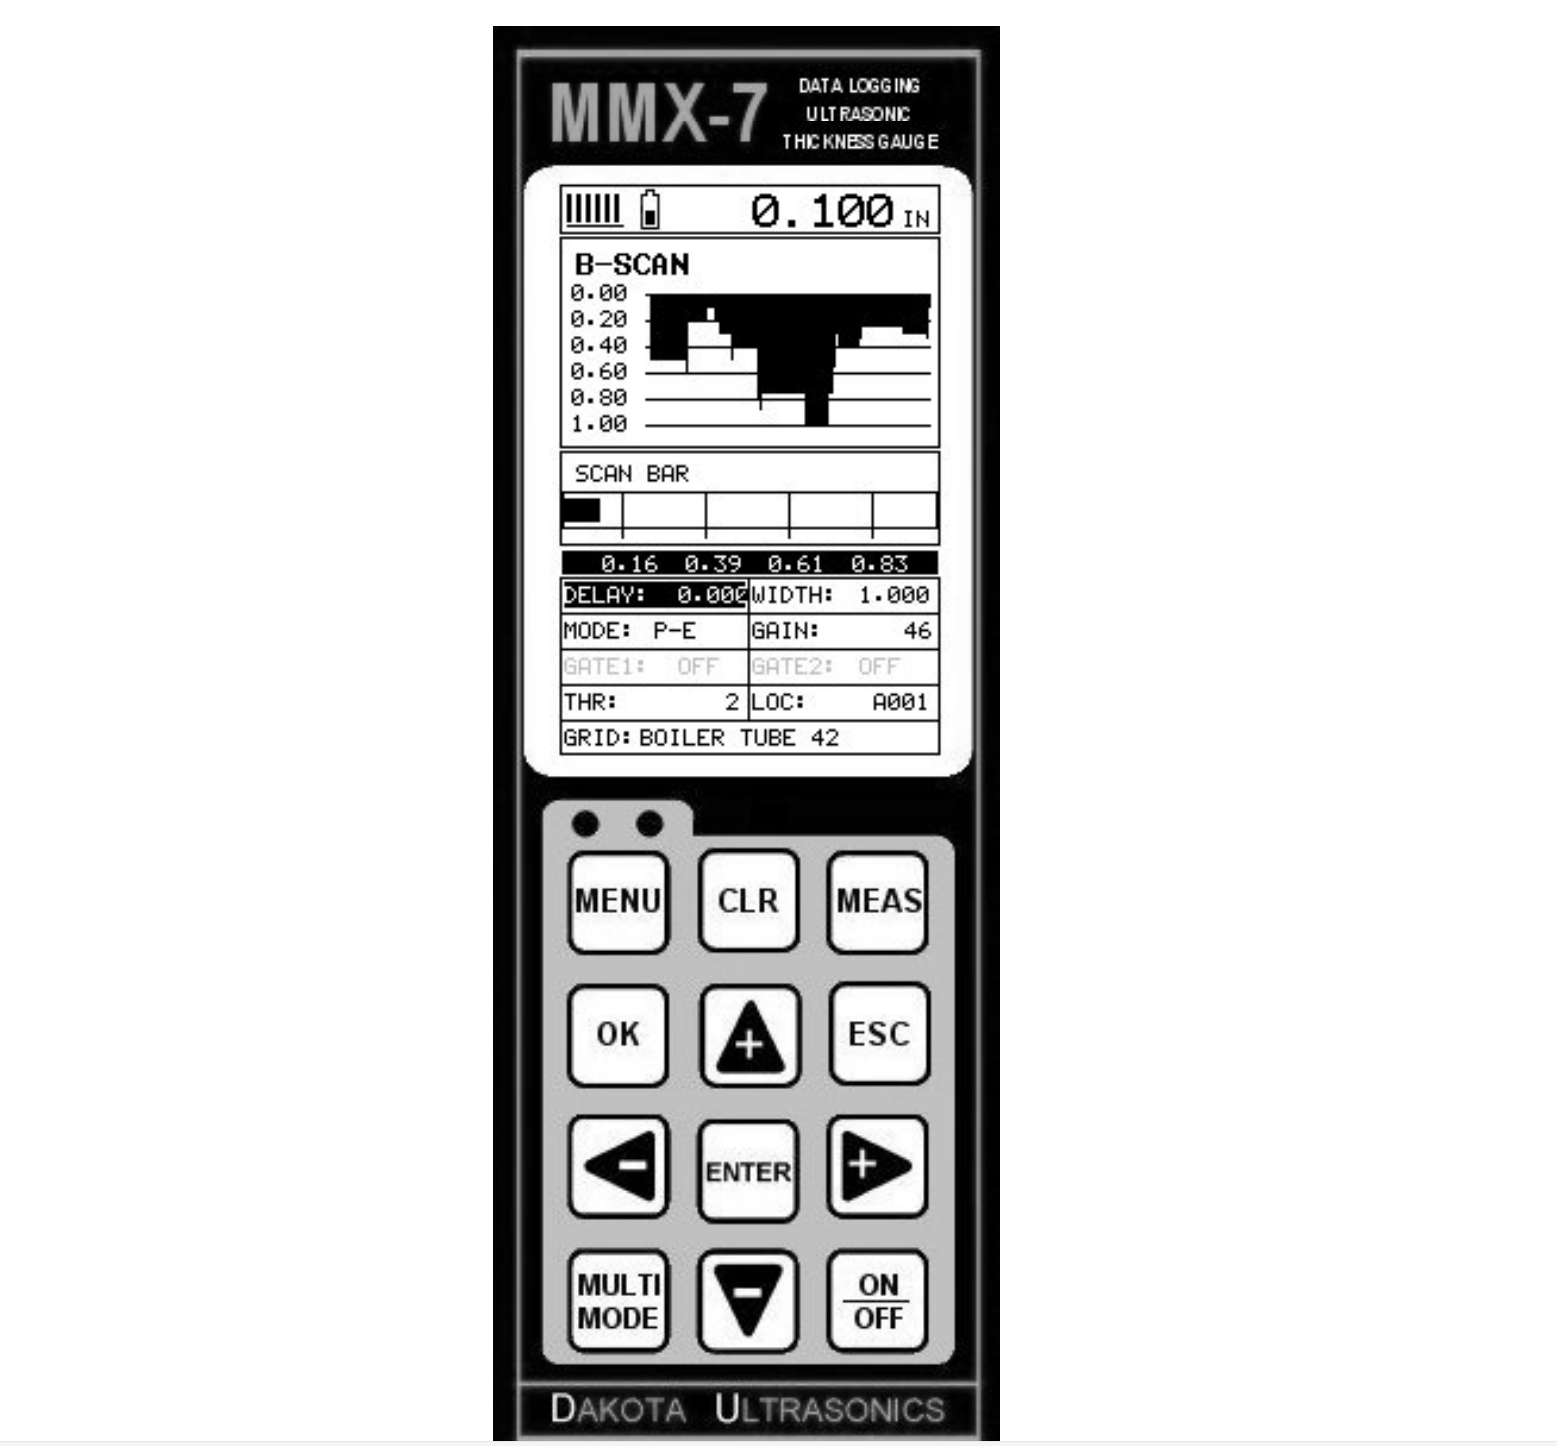 MMX-7
DATA LOGGING
ULTRASONIC
THICKNESS GAUGE
0.100 IN
B-SCAN
0.00
0.20
0.40
0.60
0.80
1.00
SCAN BAR
0.16 0.39 0.61 0.83
DELAY: 0.000 WIDTH: 1.000
MODE: P-E GAIN: 46
GATE1: OFF GATE2: OFF
THR: 2 LOC: A001
GRID: BOILER TUBE 42
MENU CLR MEAS
OK + ESC
- ENTER +
MULTI
MODE
-
ON
OFF
DAKOTA ULTRASONICS